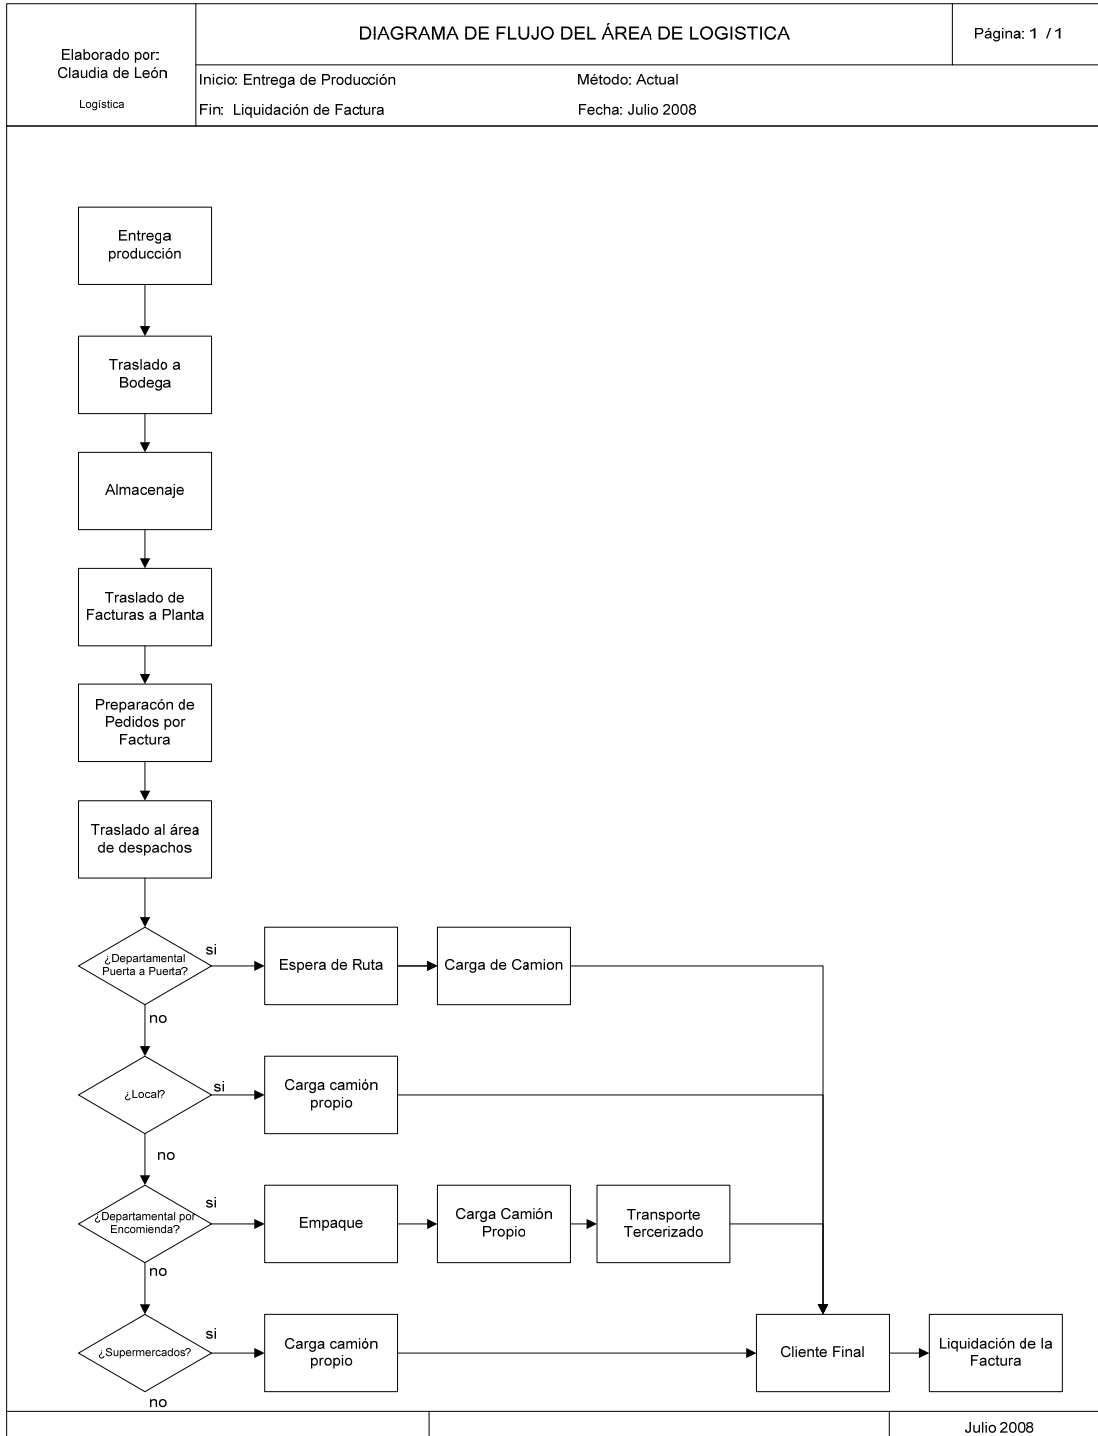 Elaborado por:
Claudia de León
Logística
DIAGRAMA DE FLUJO DEL ÁREA DE LOGISTICA
Página: 1 / 1
Inicio: Entrega de Producción
Método: Actual
Fin: Liquidación de Factura
Fecha: Julio 2008
Entrega
producción
Traslado a
Bodega
Almacenaje
Traslado de
Facturas a Planta
Preparacón de
Pedidos por
Factura
Traslado al área
de despachos
¿Departamental
Puerta a Puerta?
si
Espera de Ruta
Carga de Camion
no
¿Local?
si
Carga camión
propio
no
¿Departamental por
Encomienda?
si
Empaque
Carga Camión
Propio
Transporte
Tercerizado
no
¿Supermercados?
si
Carga camión
propio
Cliente Final
Liquidación de la
Factura
no
Julio 2008